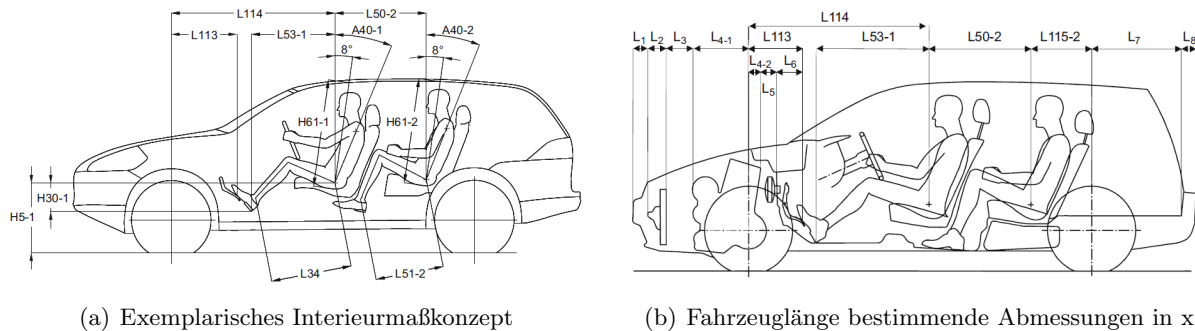 L114
L50-2
L113
L53-1
A40-1
A40-2
8°
8°
H61-1
H61-2
H30-1
H5-1
L34
L51-2
(a) Exemplarisches Interieurmaßkonzept
L114
L1
L2
L3
L4-1
L113
L53-1
L50-2
L115-2
L7
L8
L4-2
L6
L5
(b) Fahrzeuglänge bestimmende Abmessungen in x